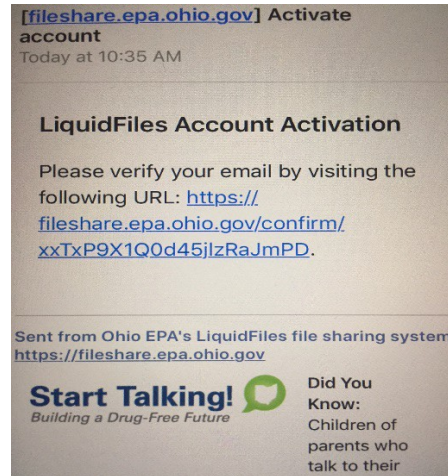 [fileshare.epa.ohio.gov] Activate
account
Today at 10:35 AM
LiquidFiles Account Activation
Please verify your email by visiting the
following URL: https://
fileshare.epa.ohio.gov/confirm/
xxTxP9X1Q0d45jlzRaJmPD.
Sent from Ohio EPA's LiquidFiles file sharing system
https://fileshare.epa.ohio.gov
Start Talking!
Building a Drug-Free Future
Did You
Know:
Children of
parents who
talk to their